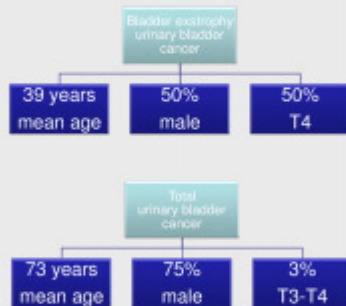 Bladder exstrophy
urinary bladder
cancer
39 years
mean age
50%
male
50%
T4
Total
urinary bladder
cancer
73 years
mean age
75%
male
3%
T3-T4